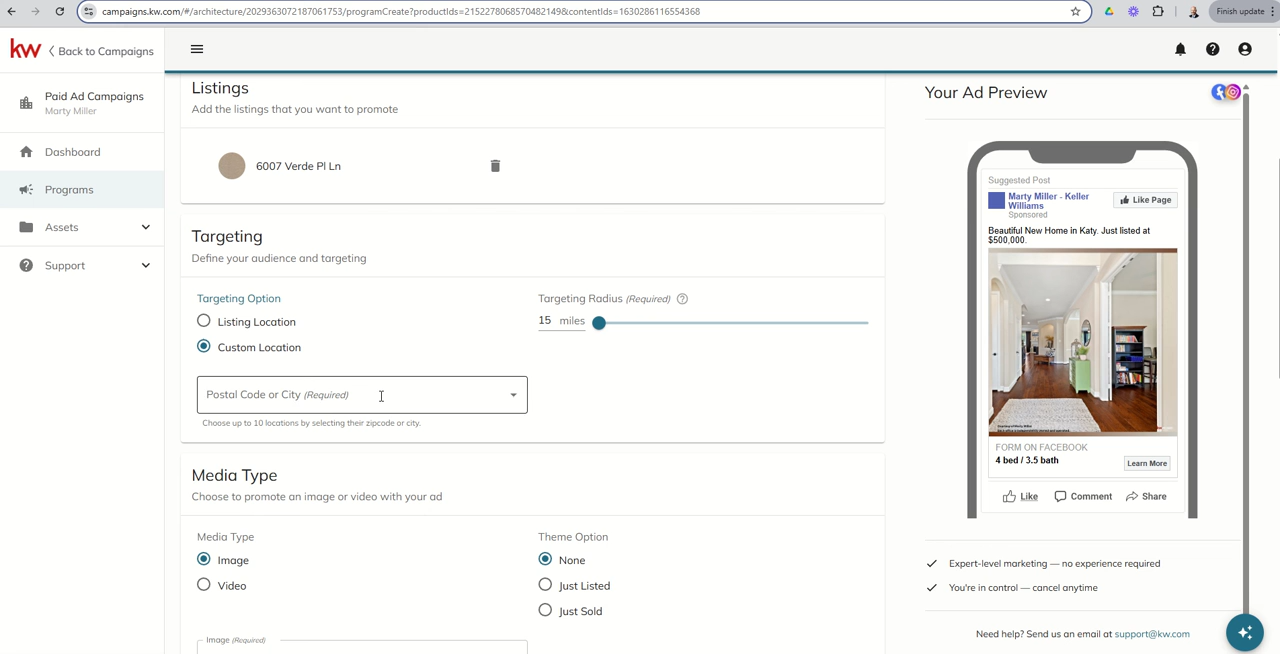 campaigns.kw.com/#/architecture/2029363072187061753/programCreate?productIds=2152278068570482149&contentIds=1630286116554368
Finish update
kw
Back to Campaigns
Paid Ad Campaigns
Marty Miller
Dashboard
Programs
Assets
Support
Listings
Add the listings that you want to promote
6007 Verde Pl Ln
Targeting
Define your audience and targeting
Targeting Option
Listing Location
Custom Location
Targeting Radius (Required)
15 miles
Postal Code or City (Required)
Choose up to 10 locations by selecting their zipcode or city.
Media Type
Choose to promote an image or video with your ad
Media Type
Image
Video
Theme Option
None
Just Listed
Just Sold
Image (Required)
Your Ad Preview
Suggested Post
Marty Miller - Keller
Williams
Sponsored
Like Page
Beautiful New Home in Katy. Just listed at
$500,000.
FORM ON FACEBOOK
4 bed / 3.5 bath
Learn More
Like
Comment
Share
Expert-level marketing — no experience required
You're in control — cancel anytime
Need help? Send us an email at support@kw.com